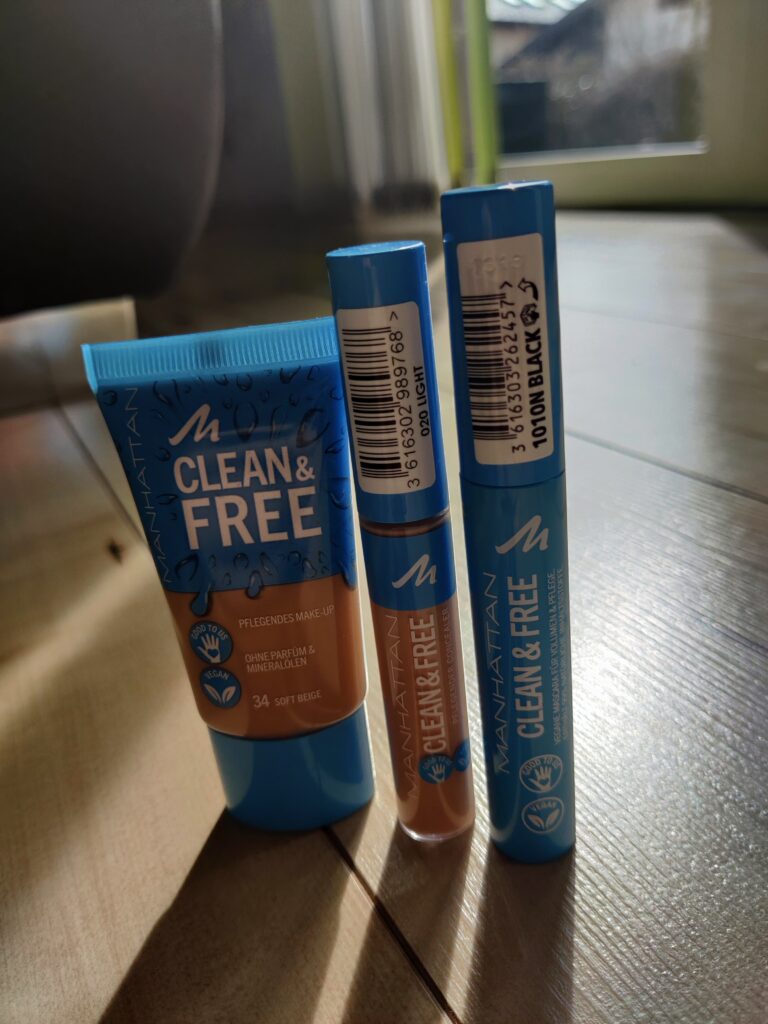 MANHATTAN
CLEAN &
FREE
PFLEGENDES MAKE-UP
GOOD TO US
OHNE PARFÜM &
MINERALÖLEN
VEGAN
34 SOFT BEIGE
3 616302 989768 >
020 LIGHT
MANHATTAN
CLEAN & FREE
PFLEGENDER CONCEALER
GOOD TO US
3 616303 262457 >
1010N BLACK
MANHATTAN
CLEAN & FREE
VEGANE MASCARA FÜR VOLUMEN & PFLEGE,
GOOD TO US
VEGAN